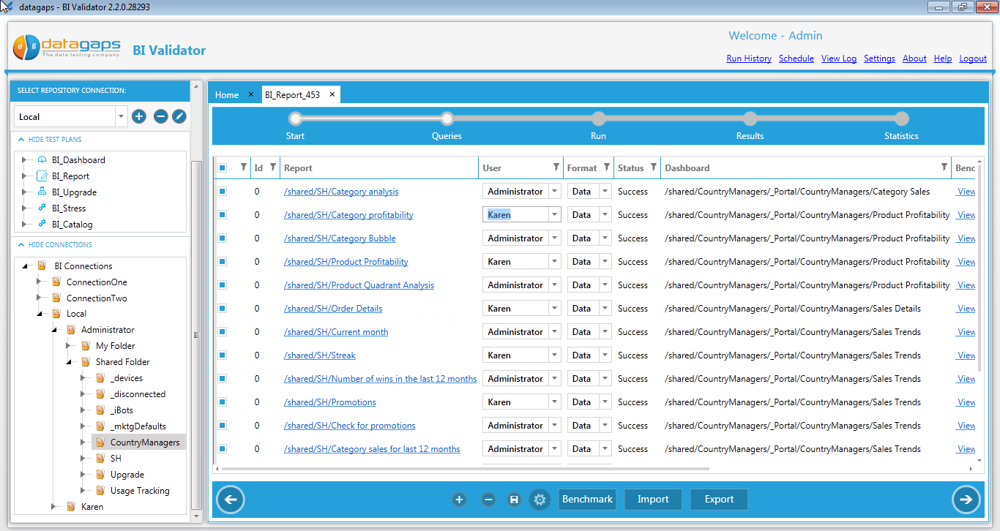 datagaps - BI Validator 2.2.0.28293
d g datagaps
The data testing company
BI Validator
Welcome - Admin
Run History Schedule View Log Settings About Help Logout
SELECT REPOSITORY CONNECTION:
Local
HIDE TEST PLANS
BI_Dashboard
BI_Report
BI_Upgrade
BI_Stress
BI_Catalog
HIDE CONNECTIONS
BI Connections
ConnectionOne
ConnectionTwo
Local
Administrator
My Folder
Shared Folder
_devices
_disconnected
_iBots
_mktgDefaults
CountryManagers
SH
Upgrade
Usage Tracking
Karen
Home BI_Report_453
Start Queries Run Results Statistics
Id Report User Format Status Dashboard Benc
0 /shared/SH/Category analysis Administrator Data Success /shared/CountryManagers/_Portal/CountryManagers/Category Sales View
0 /shared/SH/Category profitability Karen Data Success /shared/CountryManagers/_Portal/CountryManagers/Product Profitability View
0 /shared/SH/Category Bubble Administrator Data Success /shared/CountryManagers/_Portal/CountryManagers/Product Profitability View
0 /shared/SH/Product Profitability Karen Data Success /shared/CountryManagers/_Portal/CountryManagers/Product Profitability View
0 /shared/SH/Product Quadrant Analysis Administrator Data Success /shared/CountryManagers/_Portal/CountryManagers/Product Profitability View
0 /shared/SH/Order Details Karen Data Success /shared/CountryManagers/_Portal/CountryManagers/Sales Details View
0 /shared/SH/Current month Administrator Data Success /shared/CountryManagers/_Portal/CountryManagers/Sales Trends View
0 /shared/SH/Streak Karen Data Success /shared/CountryManagers/_Portal/CountryManagers/Sales Trends View
0 /shared/SH/Number of wins in the last 12 months Administrator Data Success /shared/CountryManagers/_Portal/CountryManagers/Sales Trends View
0 /shared/SH/Promotions Karen Data Success /shared/CountryManagers/_Portal/CountryManagers/Sales Trends View
0 /shared/SH/Check for promotions Administrator Data Success /shared/CountryManagers/_Portal/CountryManagers/Sales Trends View
0 /shared/SH/Category sales for last 12 months Administrator Data Success /shared/CountryManagers/_Portal/CountryManagers/Sales Trends View
Benchmark Import Export